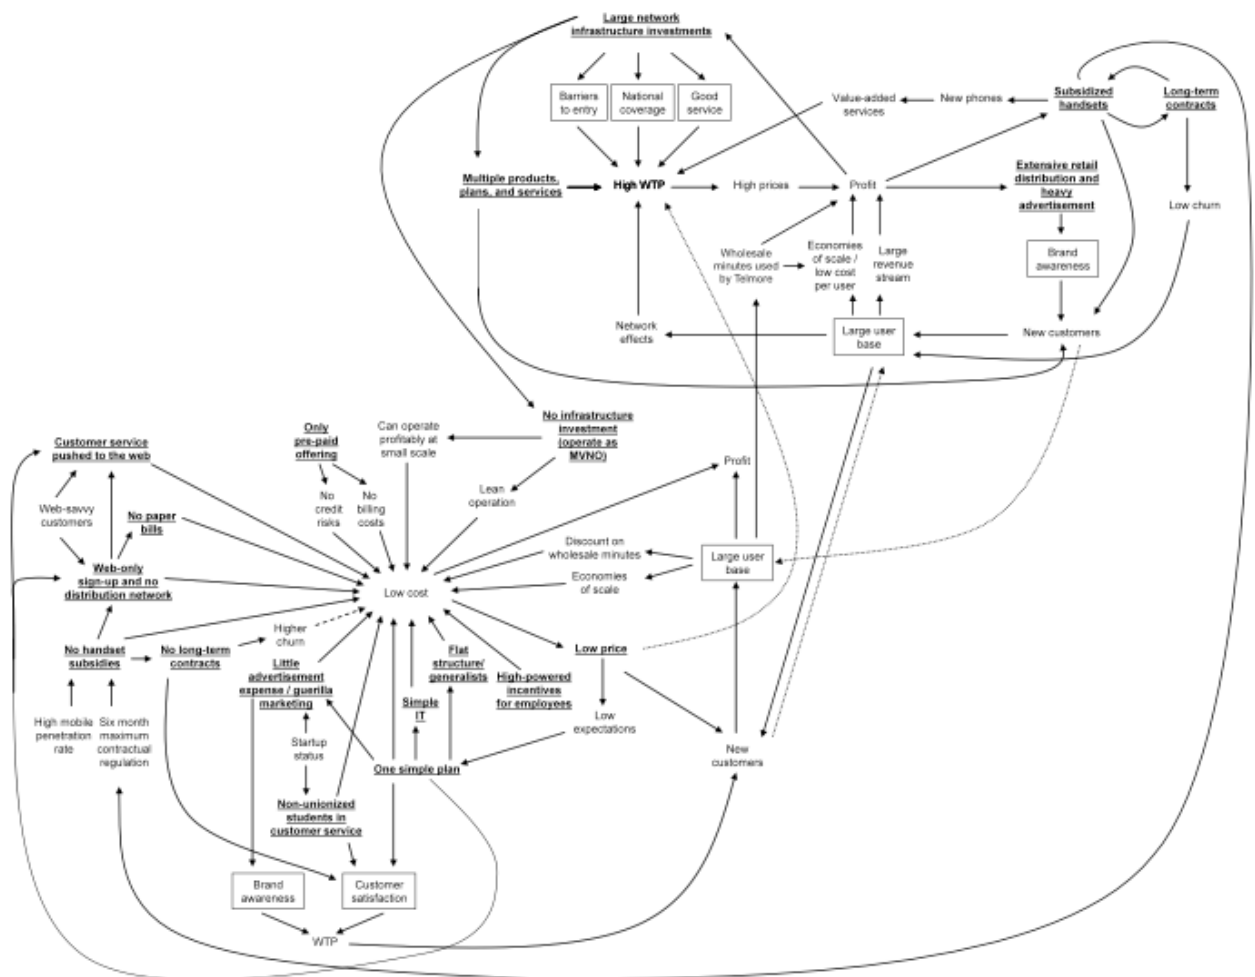 Large network
infrastructure investments
Barriers
to entry
National
coverage
Good
service
Value-added
services
New phones
Subsidized
handsets
Long-term
contracts
Multiple products,
plans, and services
High WTP
High prices
Profit
Extensive retail
distribution and
heavy
advertisement
Low churn
Wholesale
minutes used
by Telmore
Economies
of scale /
low cost
per user
Large
revenue
stream
Brand
awareness
Network
effects
Large user
base
New customers
Customer service
pushed to the web
Only
pre-paid
offering
Can operate
profitably at
small scale
No infrastructure
investment
(operate as
MVNO)
Profit
No
credit
risks
No
billing
costs
Lean
operation
Web-savvy
customers
No paper
bills
Discount on
wholesale minutes
Large user
base
Web-only
sign-up and no
distribution network
Economies
of scale
Low cost
Higher
churn
No handset
subsidies
No long-term
contracts
Little
advertisement
expense / guerilla
marketing
Flat
structure/
generalists
High-powered
incentives
for employees
Low price
Simple
IT
High mobile
penetration
rate
Six month
maximum
contractual
regulation
Startup
status
Low
expectations
New
customers
One simple plan
Non-unionized
students in
customer service
Brand
awareness
Customer
satisfaction
WTP